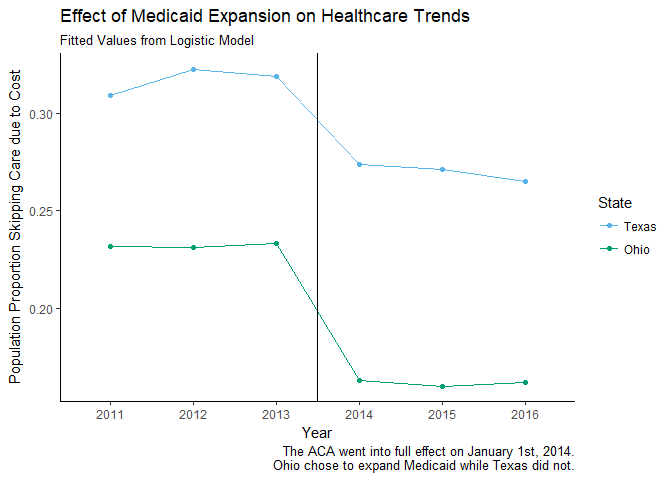 Effect of Medicaid Expansion on Healthcare Trends
Fitted Values from Logistic Model
Population Proportion Skipping Care due to Cost
0.30
0.25
0.20
2011 2012 2013 2014 2015 2016
Year
State
Texas
Ohio
The ACA went into full effect on January 1st, 2014.
Ohio chose to expand Medicaid while Texas did not.